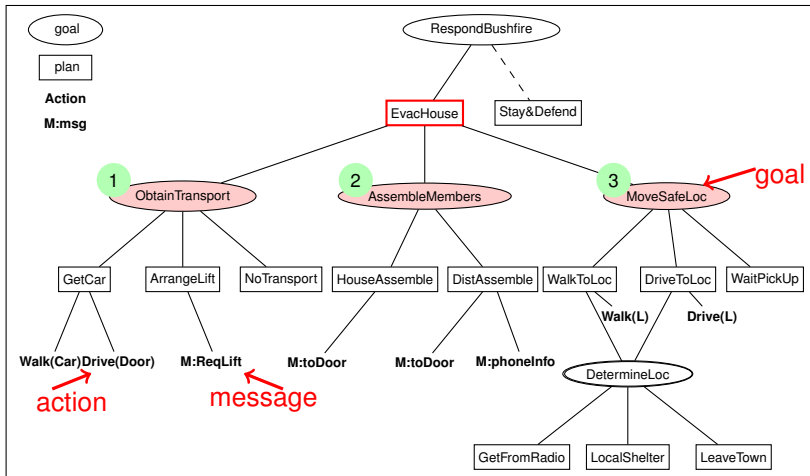 goal
RespondBushfire
plan
Action
M:msg
EvacHouse
Stay&Defend
1
2
3
goal
ObtainTransport
AssembleMembers
MoveSafeLoc
GetCar
ArrangeLift
NoTransport
HouseAssemble
DistAssemble
WalkToLoc
DriveToLoc
WaitPickUp
Walk(L)
Drive(L)
Walk(Car)Drive(Door)
M:ReqLift
M:toDoor
M:toDoor
M:phoneInfo
DetermineLoc
action
message
GetFromRadio
LocalShelter
LeaveTown